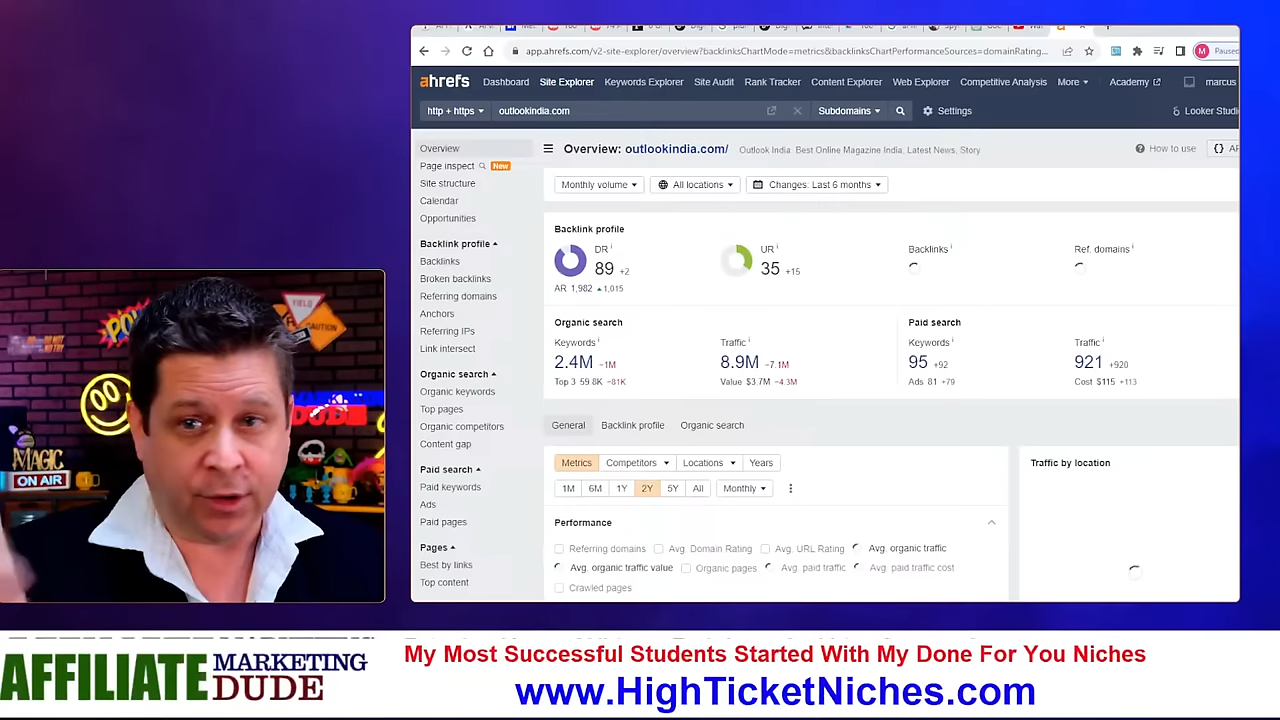 app.ahrefs.com/v2-site-explorer/overview?backlinksChartMode=metrics&backlinksChartPerformanceSources=domainRating...
M Paused
ahrefs Dashboard Site Explorer Keywords Explorer Site Audit Rank Tracker Content Explorer Web Explorer Competitive Analysis More Academy marcus
http + https outlookindia.com Subdomains Settings Looker Studi
Overview
Page inspect New
Site structure
Calendar
Opportunities
Backlink profile
Backlinks
Broken backlinks
Referring domains
Anchors
Referring IPs
Link intersect
Organic search
Organic keywords
Top pages
Organic competitors
Content gap
Paid search
Paid keywords
Ads
Paid pages
Pages
Best by links
Top content
Overview: outlookindia.com/ Outlook India: Best Online Magazine India, Latest News, Story How to use {} AP
Monthly volume All locations Changes: Last 6 months
Backlink profile
DR UR Backlinks Ref. domains
89 +2 35 +15
AR 1,982 1,015
Organic search Paid search
Keywords Traffic Keywords Traffic
2.4M -1M 8.9M -7.1M 95 +92 921 +920
Top 3 59.8K -81K Value $3.7M -4.3M Ads 81 +79 Cost $115 +113
General Backlink profile Organic search
Metrics Competitors Locations Years
1M 6M 1Y 2Y 5Y All Monthly
Performance
Referring domains Avg. Domain Rating Avg. URL Rating Avg. organic traffic
Avg. organic traffic value Organic pages Avg. paid traffic Avg. paid traffic cost
Crawled pages
Traffic by location
POW
YIELD
CAUTION
DUDE
MAGIC
ON AIR
AFFILIATE MARKETING DUDE
My Most Successful Students Started With My Done For You Niches
www.HighTicketNiches.com